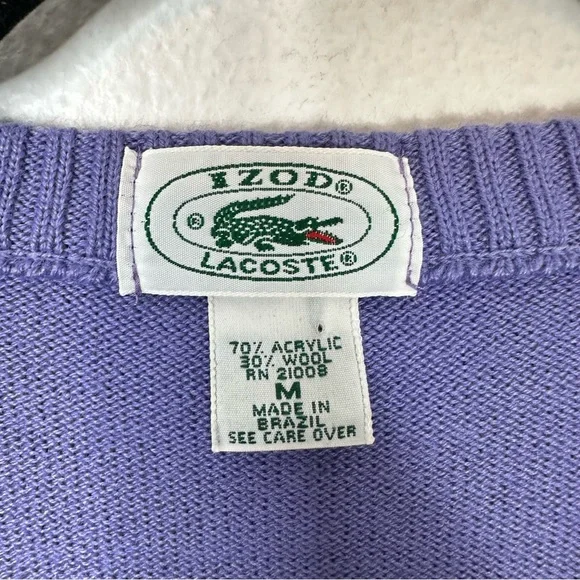 IZOD®
®
LACOSTE®
70% ACRYLIC
30% WOOL
RN 21008
M
MADE IN
BRAZIL
SEE CARE OVER